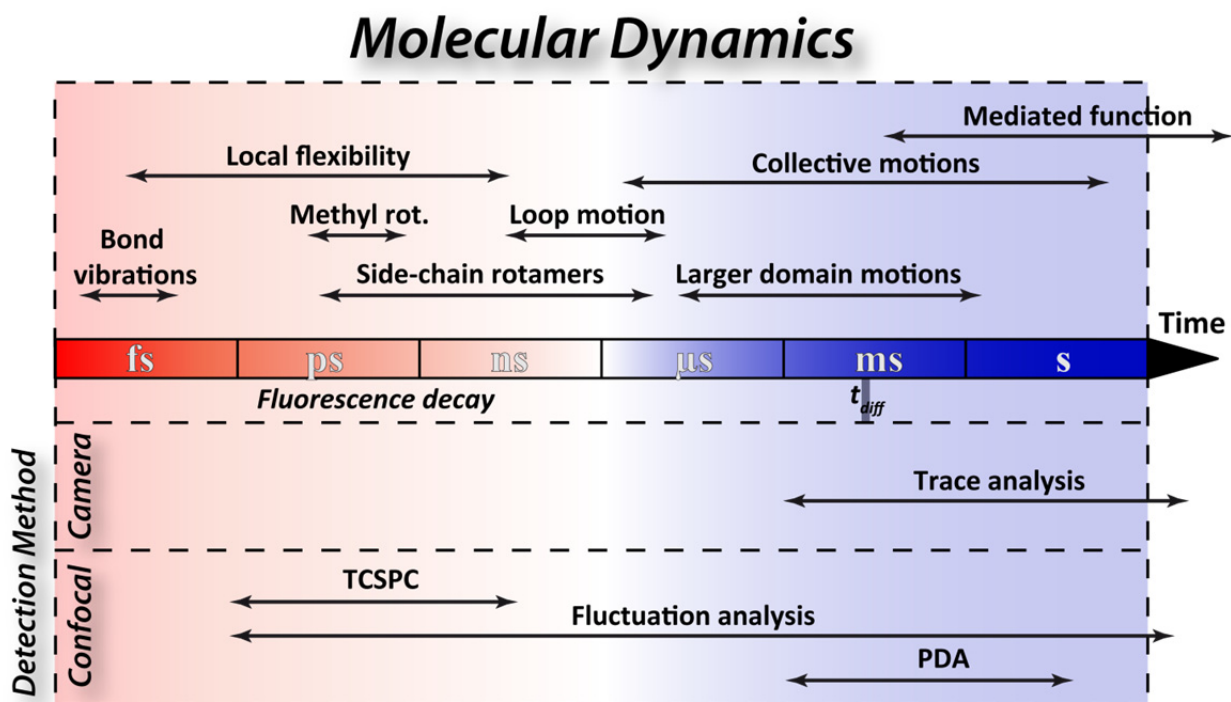 Molecular Dynamics
Mediated function
Local flexibility
Collective motions
Methyl rot.
Loop motion
Bond
vibrations
Side-chain rotamers
Larger domain motions
Time
fs ps ns μs ms s
Fluorescence decay
t_diff
Detection Method
Camera
Trace analysis
Confocal
TCSPC
Fluctuation analysis
PDA